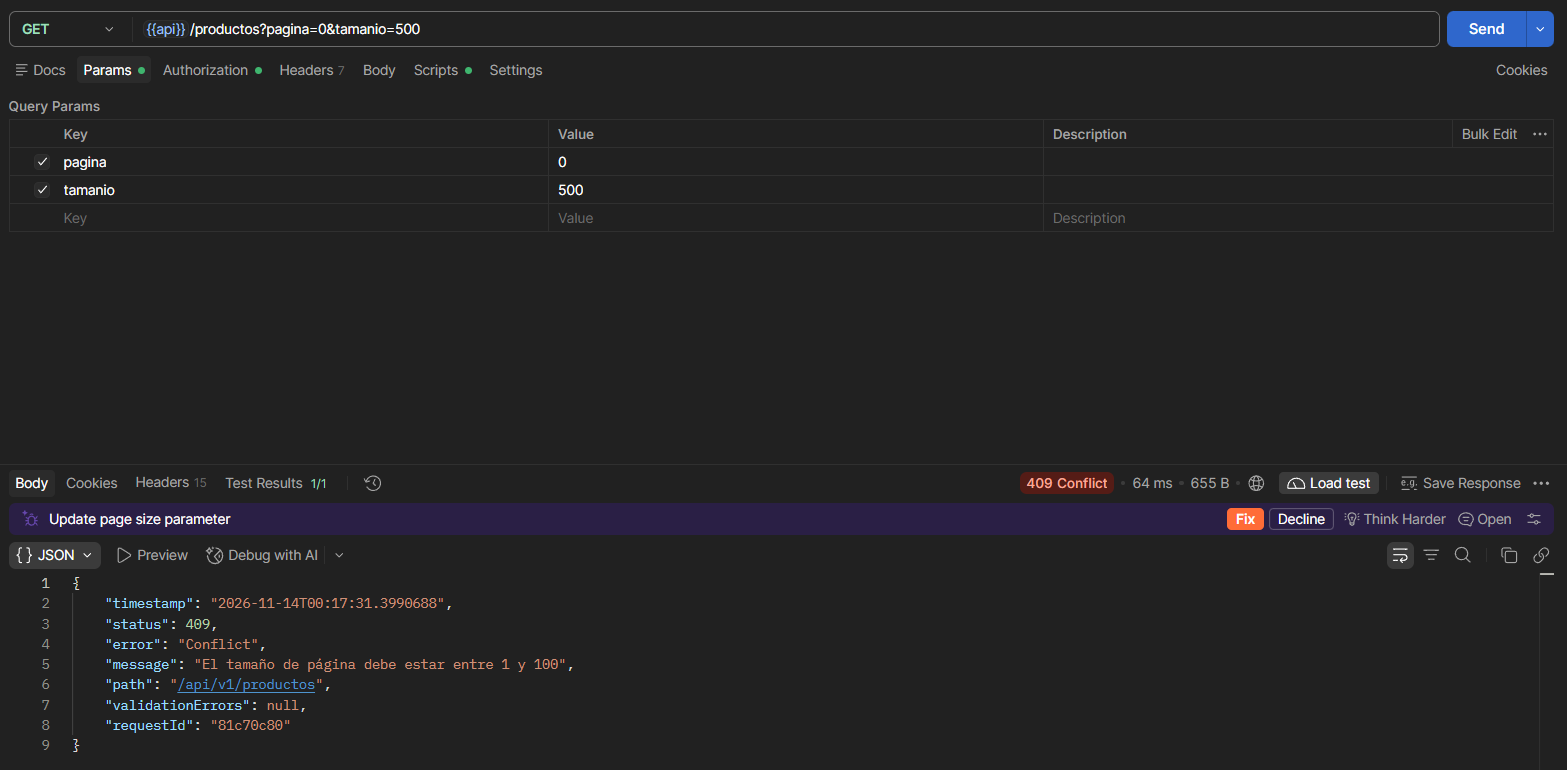 GET {{api}} /productos?pagina=0&tamanio=500 Send
Docs Params Authorization Headers 7 Body Scripts Settings Cookies
Query Params
Key Value Description Bulk Edit
pagina 0
tamanio 500
Key Value Description
Body Cookies Headers 15 Test Results 1/1 409 Conflict 64 ms 655 B e.g. Load test Save Response
Update page size parameter Fix Decline Think Harder Open
{} JSON Preview Debug with AI
1 {
2 "timestamp": "2026-11-14T00:17:31.3990688",
3 "status": 409,
4 "error": "Conflict",
5 "message": "El tamaño de página debe estar entre 1 y 100",
6 "path": "/api/v1/productos",
7 "validationErrors": null,
8 "requestId": "81c70c80"
9 }